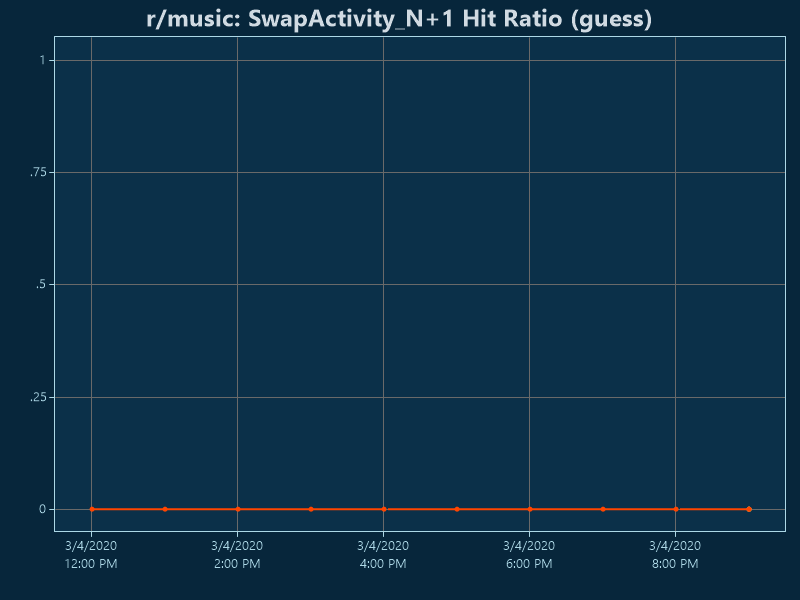 r/music: SwapActivity_N+1 Hit Ratio (guess)
1
.75
.5
.25
0
3/4/2020 3/4/2020 3/4/2020 3/4/2020 3/4/2020
12:00 PM 2:00 PM 4:00 PM 6:00 PM 8:00 PM